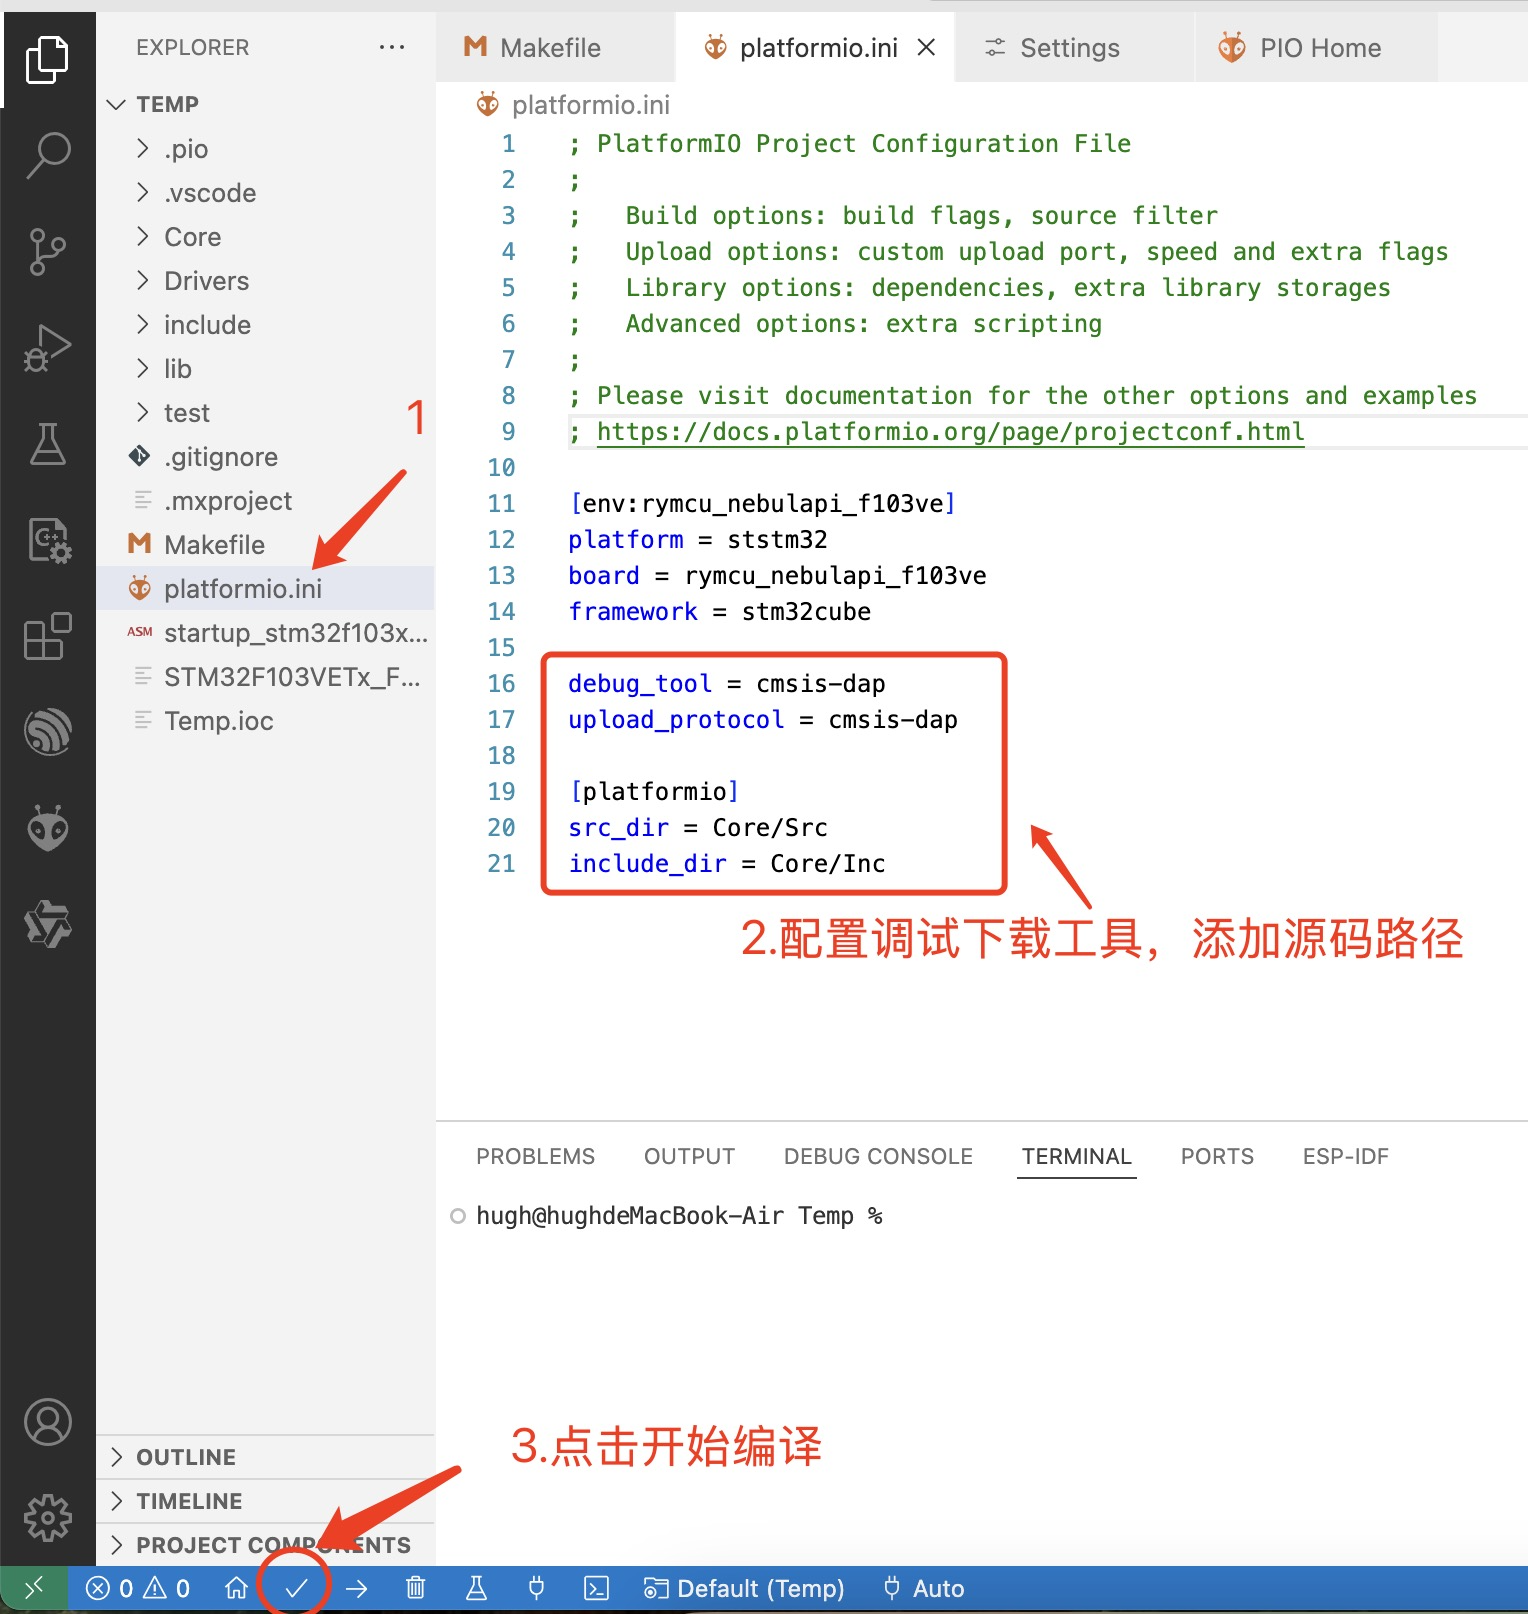 EXPLORER
TEMP
.pio
.vscode
Core
Drivers
include
lib
test
.gitignore
.mxproject
M Makefile
platformio.ini
ASM startup_stm32f103x...
STM32F103VETx_F...
Temp.ioc
OUTLINE
TIMELINE
PROJECT COMPONENTS
M Makefile
platformio.ini
Settings
PIO Home
platformio.ini
1 ; PlatformIO Project Configuration File
2 ;
3 ;   Build options: build flags, source filter
4 ;   Upload options: custom upload port, speed and extra flags
5 ;   Library options: dependencies, extra library storages
6 ;   Advanced options: extra scripting
7 ;
8 ; Please visit documentation for the other options and examples
9 ; https://docs.platformio.org/page/projectconf.html
10
11 [env:rymcu_nebulapi_f103ve]
12 platform = ststm32
13 board = rymcu_nebulapi_f103ve
14 framework = stm32cube
15
16 debug_tool = cmsis-dap
17 upload_protocol = cmsis-dap
18
19 [platformio]
20 src_dir = Core/Src
21 include_dir = Core/Inc
1
2.配置调试下载工具，添加源码路径
PROBLEMS OUTPUT DEBUG CONSOLE TERMINAL PORTS ESP-IDF
hugh@hughdeMacBook-Air Temp %
3.点击开始编译
0 0 Default (Temp) Auto